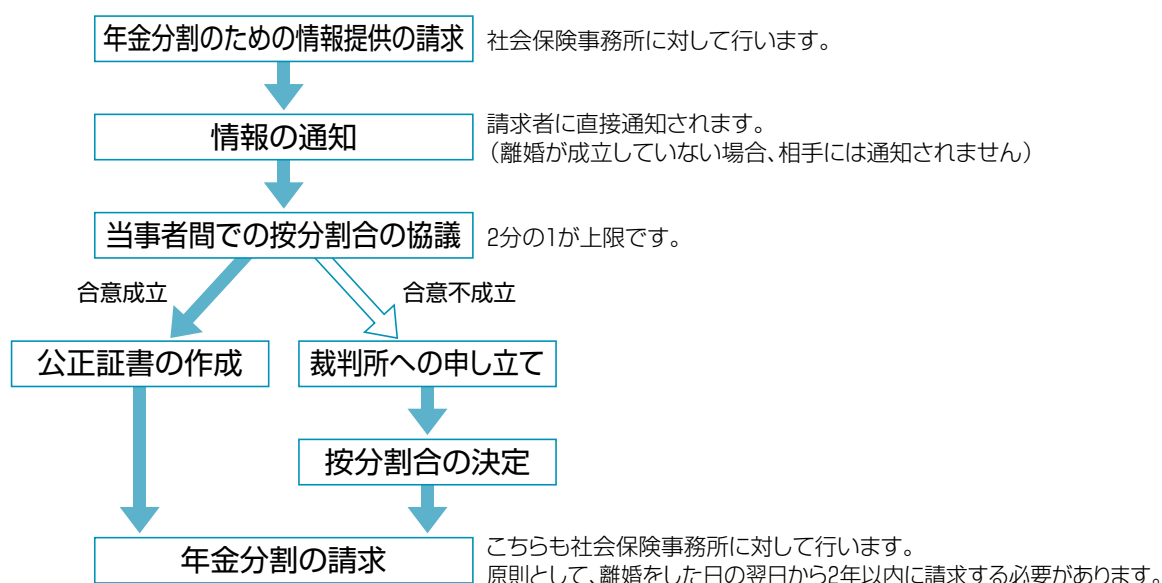 年金分割のための情報提供の請求 社会保険事務所に対して行います。
情報の通知 請求者に直接通知されます。
（離婚が成立していない場合、相手には通知されません）
当事者間での按分割合の協議 2分の1が上限です。
合意成立 合意不成立
公正証書の作成 裁判所への申し立て
按分割合の決定
年金分割の請求 こちらも社会保険事務所に対して行います。
原則として、離婚をした日の翌日から2年以内に請求する必要があります。